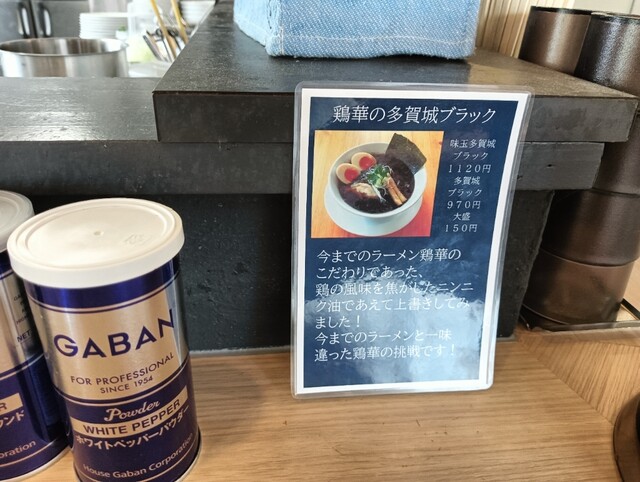 鶏華の多賀城ブラック
味玉多賀城
ブラック
1120円
多賀城
ブラック
970円
大盛
150円
今までのラーメン鶏華の
こだわりであった、
鶏の風味を焦がしたニンニ
ク油であえて上書きしてみ
ました！
今までのラーメンと一味
違った鶏華の挑戦です！
GABAN
FOR PROFESSIONAL
SINCE 1954
Powder
WHITE PEPPER
ホワイトペッパーパウダー
House Gaban Corporation